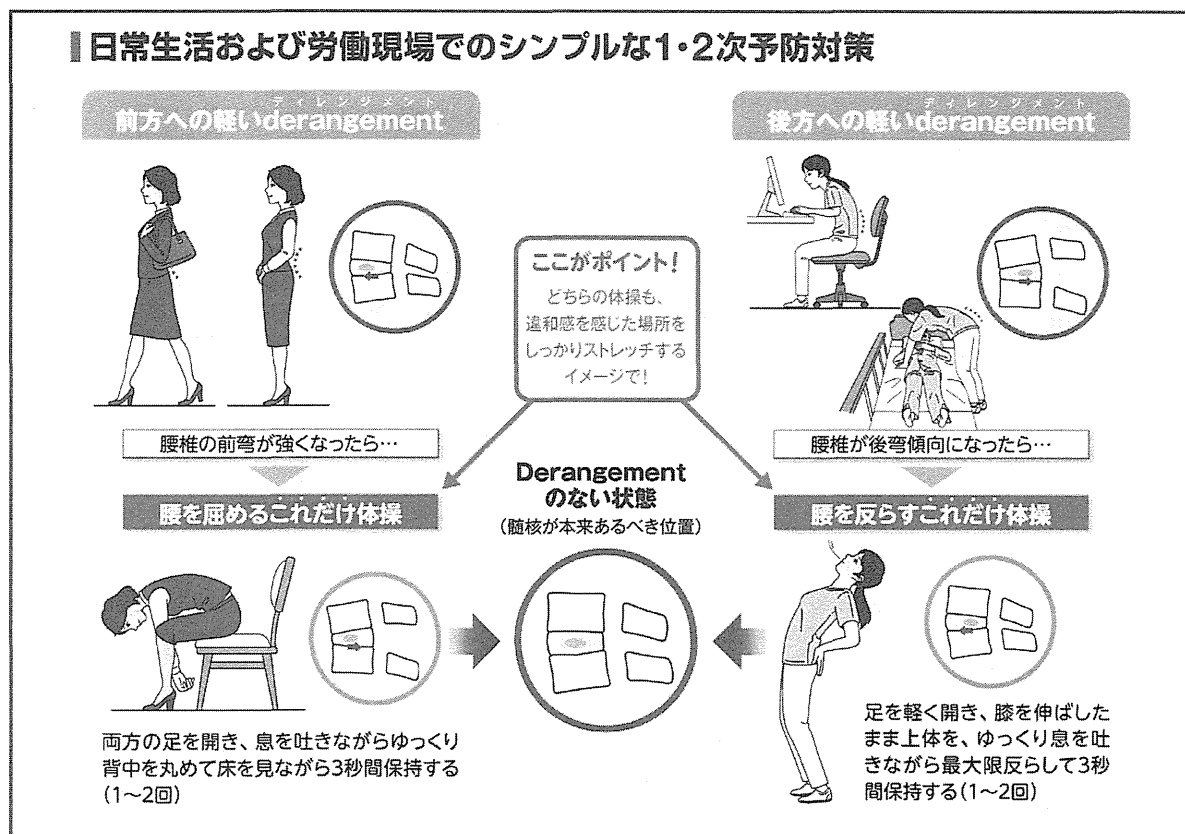 日常生活および労働現場でのシンプルな1・2次予防対策
ディレンジメント
前方への軽いderangement
ディレンジメント
後方への軽いderangement
ここがポイント!
どちらの体操も、
違和感を感じた場所を
しっかりストレッチする
イメージで!
腰椎の前弯が強くなったら…
腰椎が後弯傾向になったら…
腰を屈めるこれだけ体操
Derangement
のない状態
(髄核が本来あるべき位置)
腰を反らすこれだけ体操
両方の足を開き、息を吐きながらゆっくり
背中を丸めて床を見ながら3秒間保持する
(1〜2回)
足を軽く開き、膝を伸ばした
まま上体を、ゆっくり息を吐
きながら最大限反らして3秒
間保持する(1〜2回)